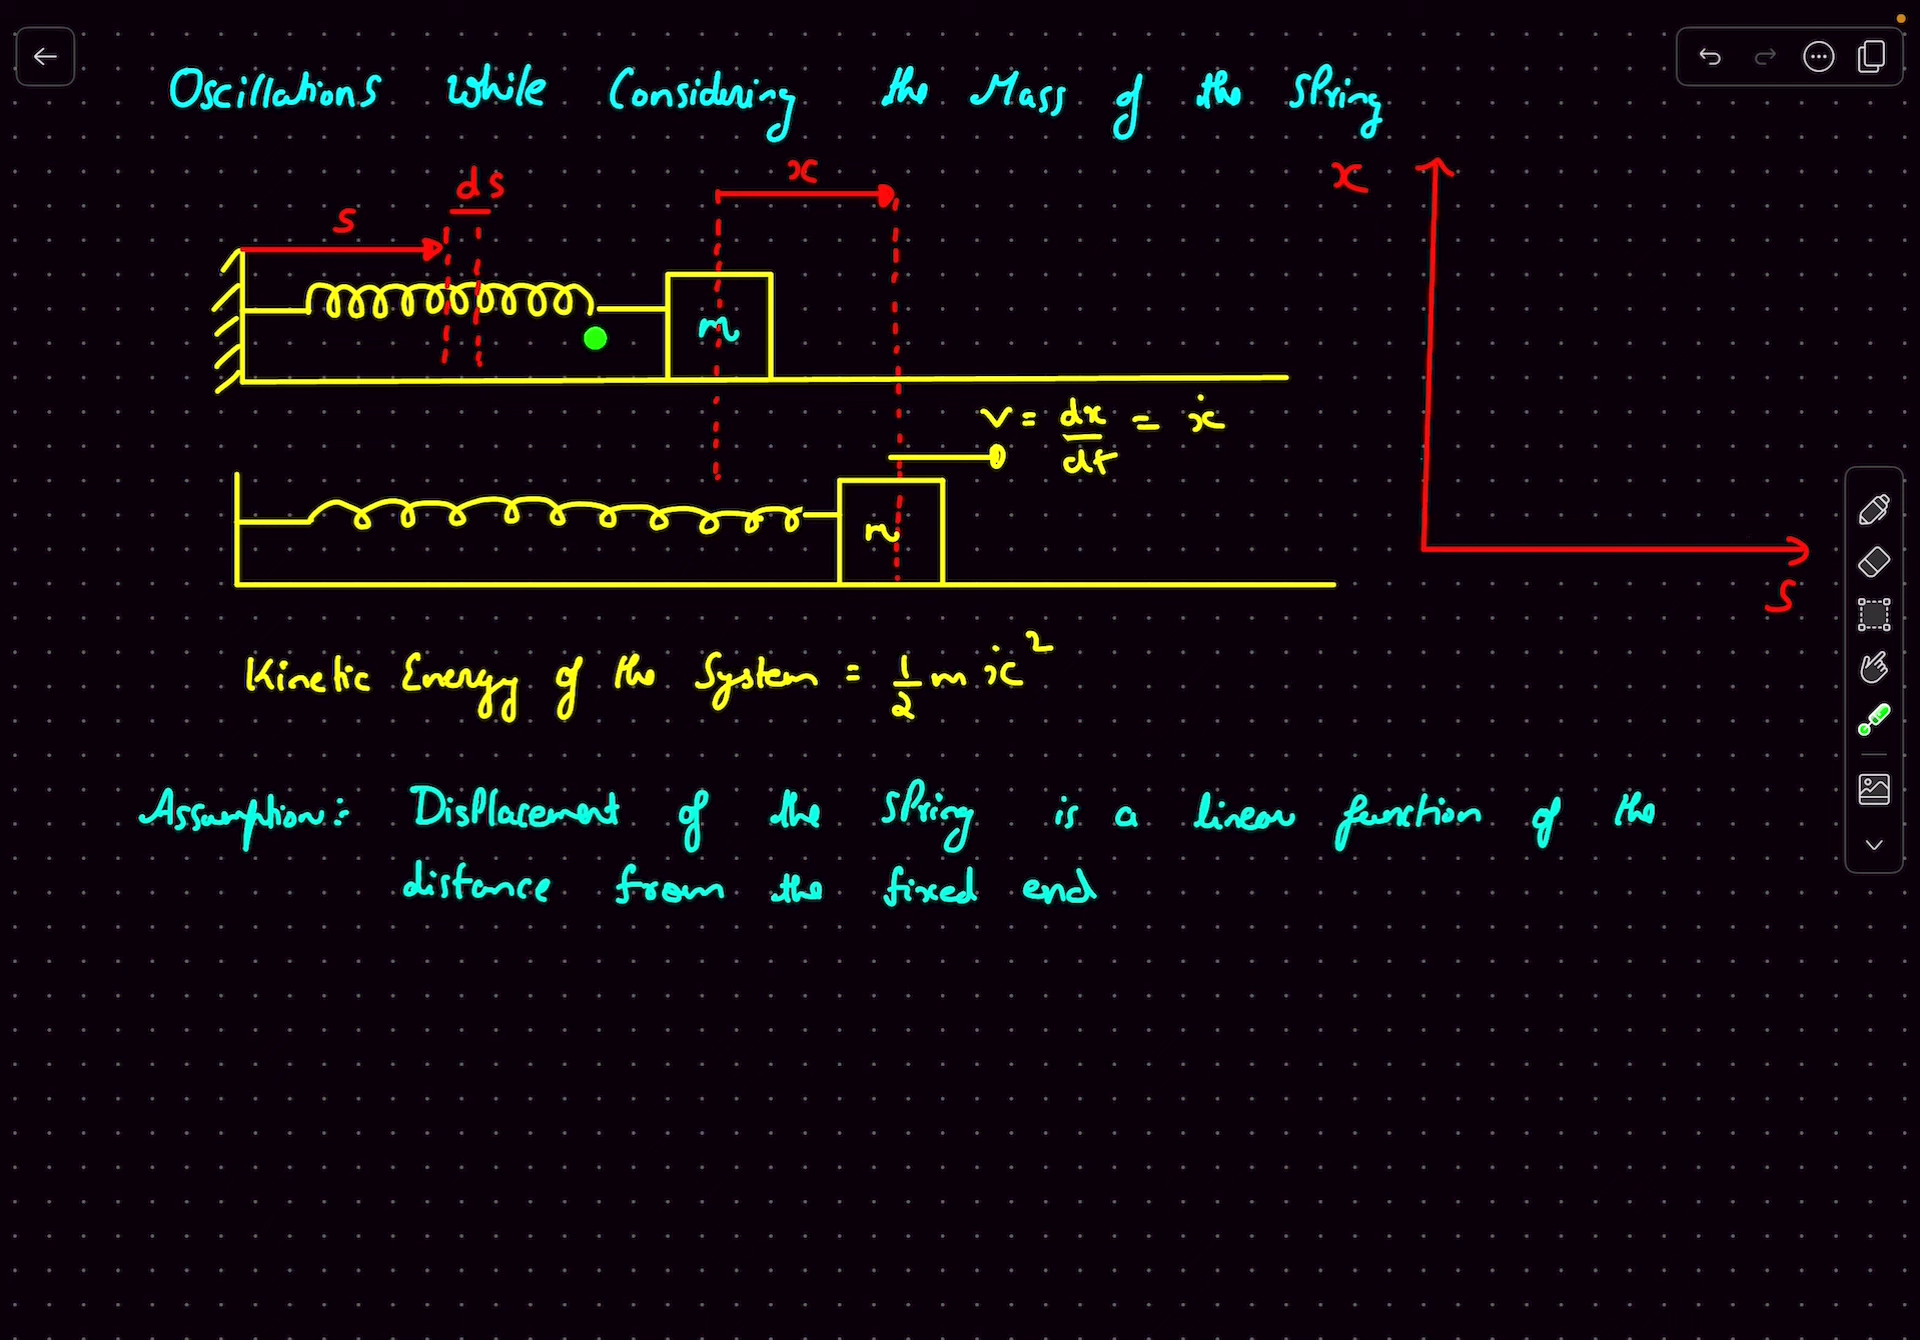 Oscillations while Considering the Mass of the Spring
ds
x
x
s
m
v = dx/dt = ẋ
m
s
Kinetic Energy of the System = 1/2 m ẋ²
Assumption:- Displacement of the Spring is a linear function of the
distance from the fixed end